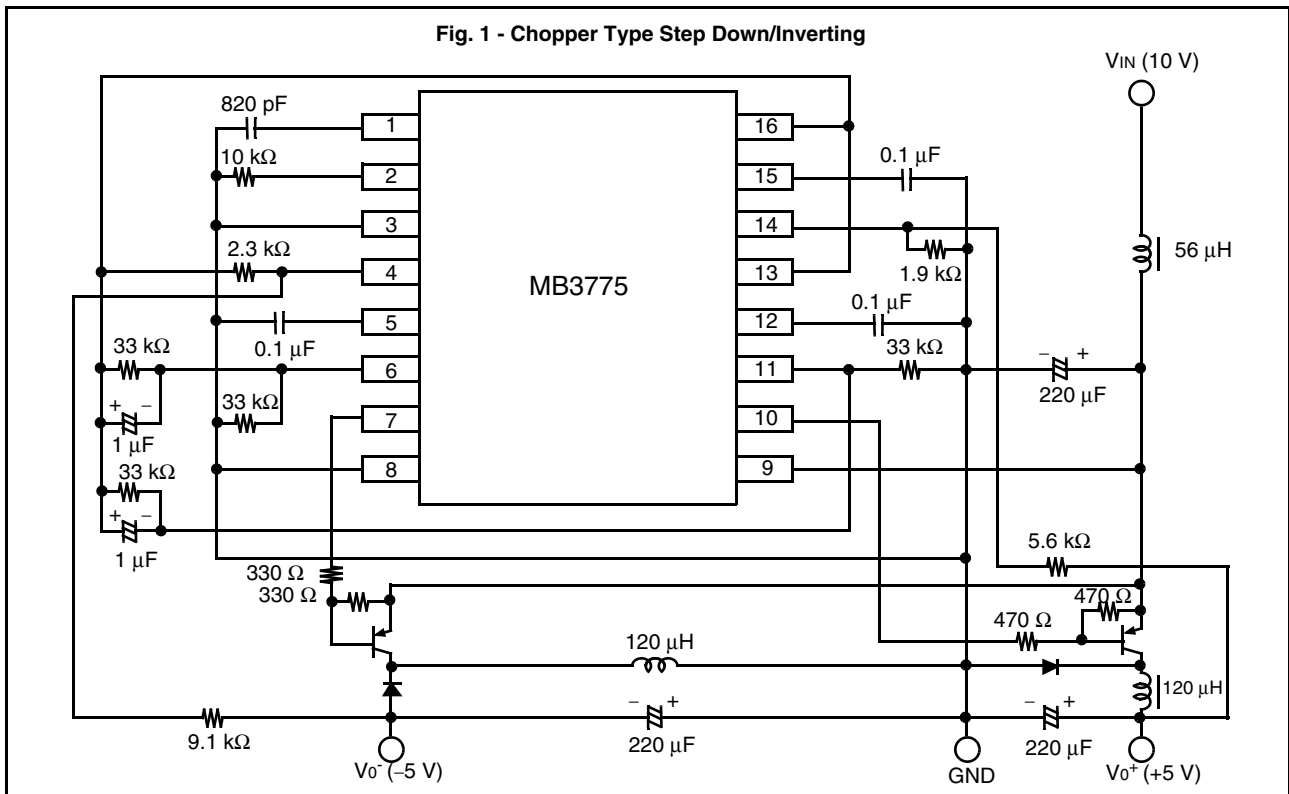 Fig. 1 - Chopper Type Step Down/Inverting
VIN (10 V)
820 pF
1
16
10 kΩ
0.1 µF
2
15
3
14
2.3 kΩ
1.9 kΩ
56 µH
4
MB3775
13
0.1 µF
5
12
33 kΩ
0.1 µF
33 kΩ
6
11
+ −
33 kΩ
− +
220 µF
1 µF
7
10
33 kΩ
8
9
+ −
1 µF
5.6 kΩ
330 Ω
330 Ω
470 Ω
470 Ω
120 µH
120 µH
− +
− +
9.1 kΩ
220 µF
220 µF
V0- (−5 V)
GND
V0+ (+5 V)